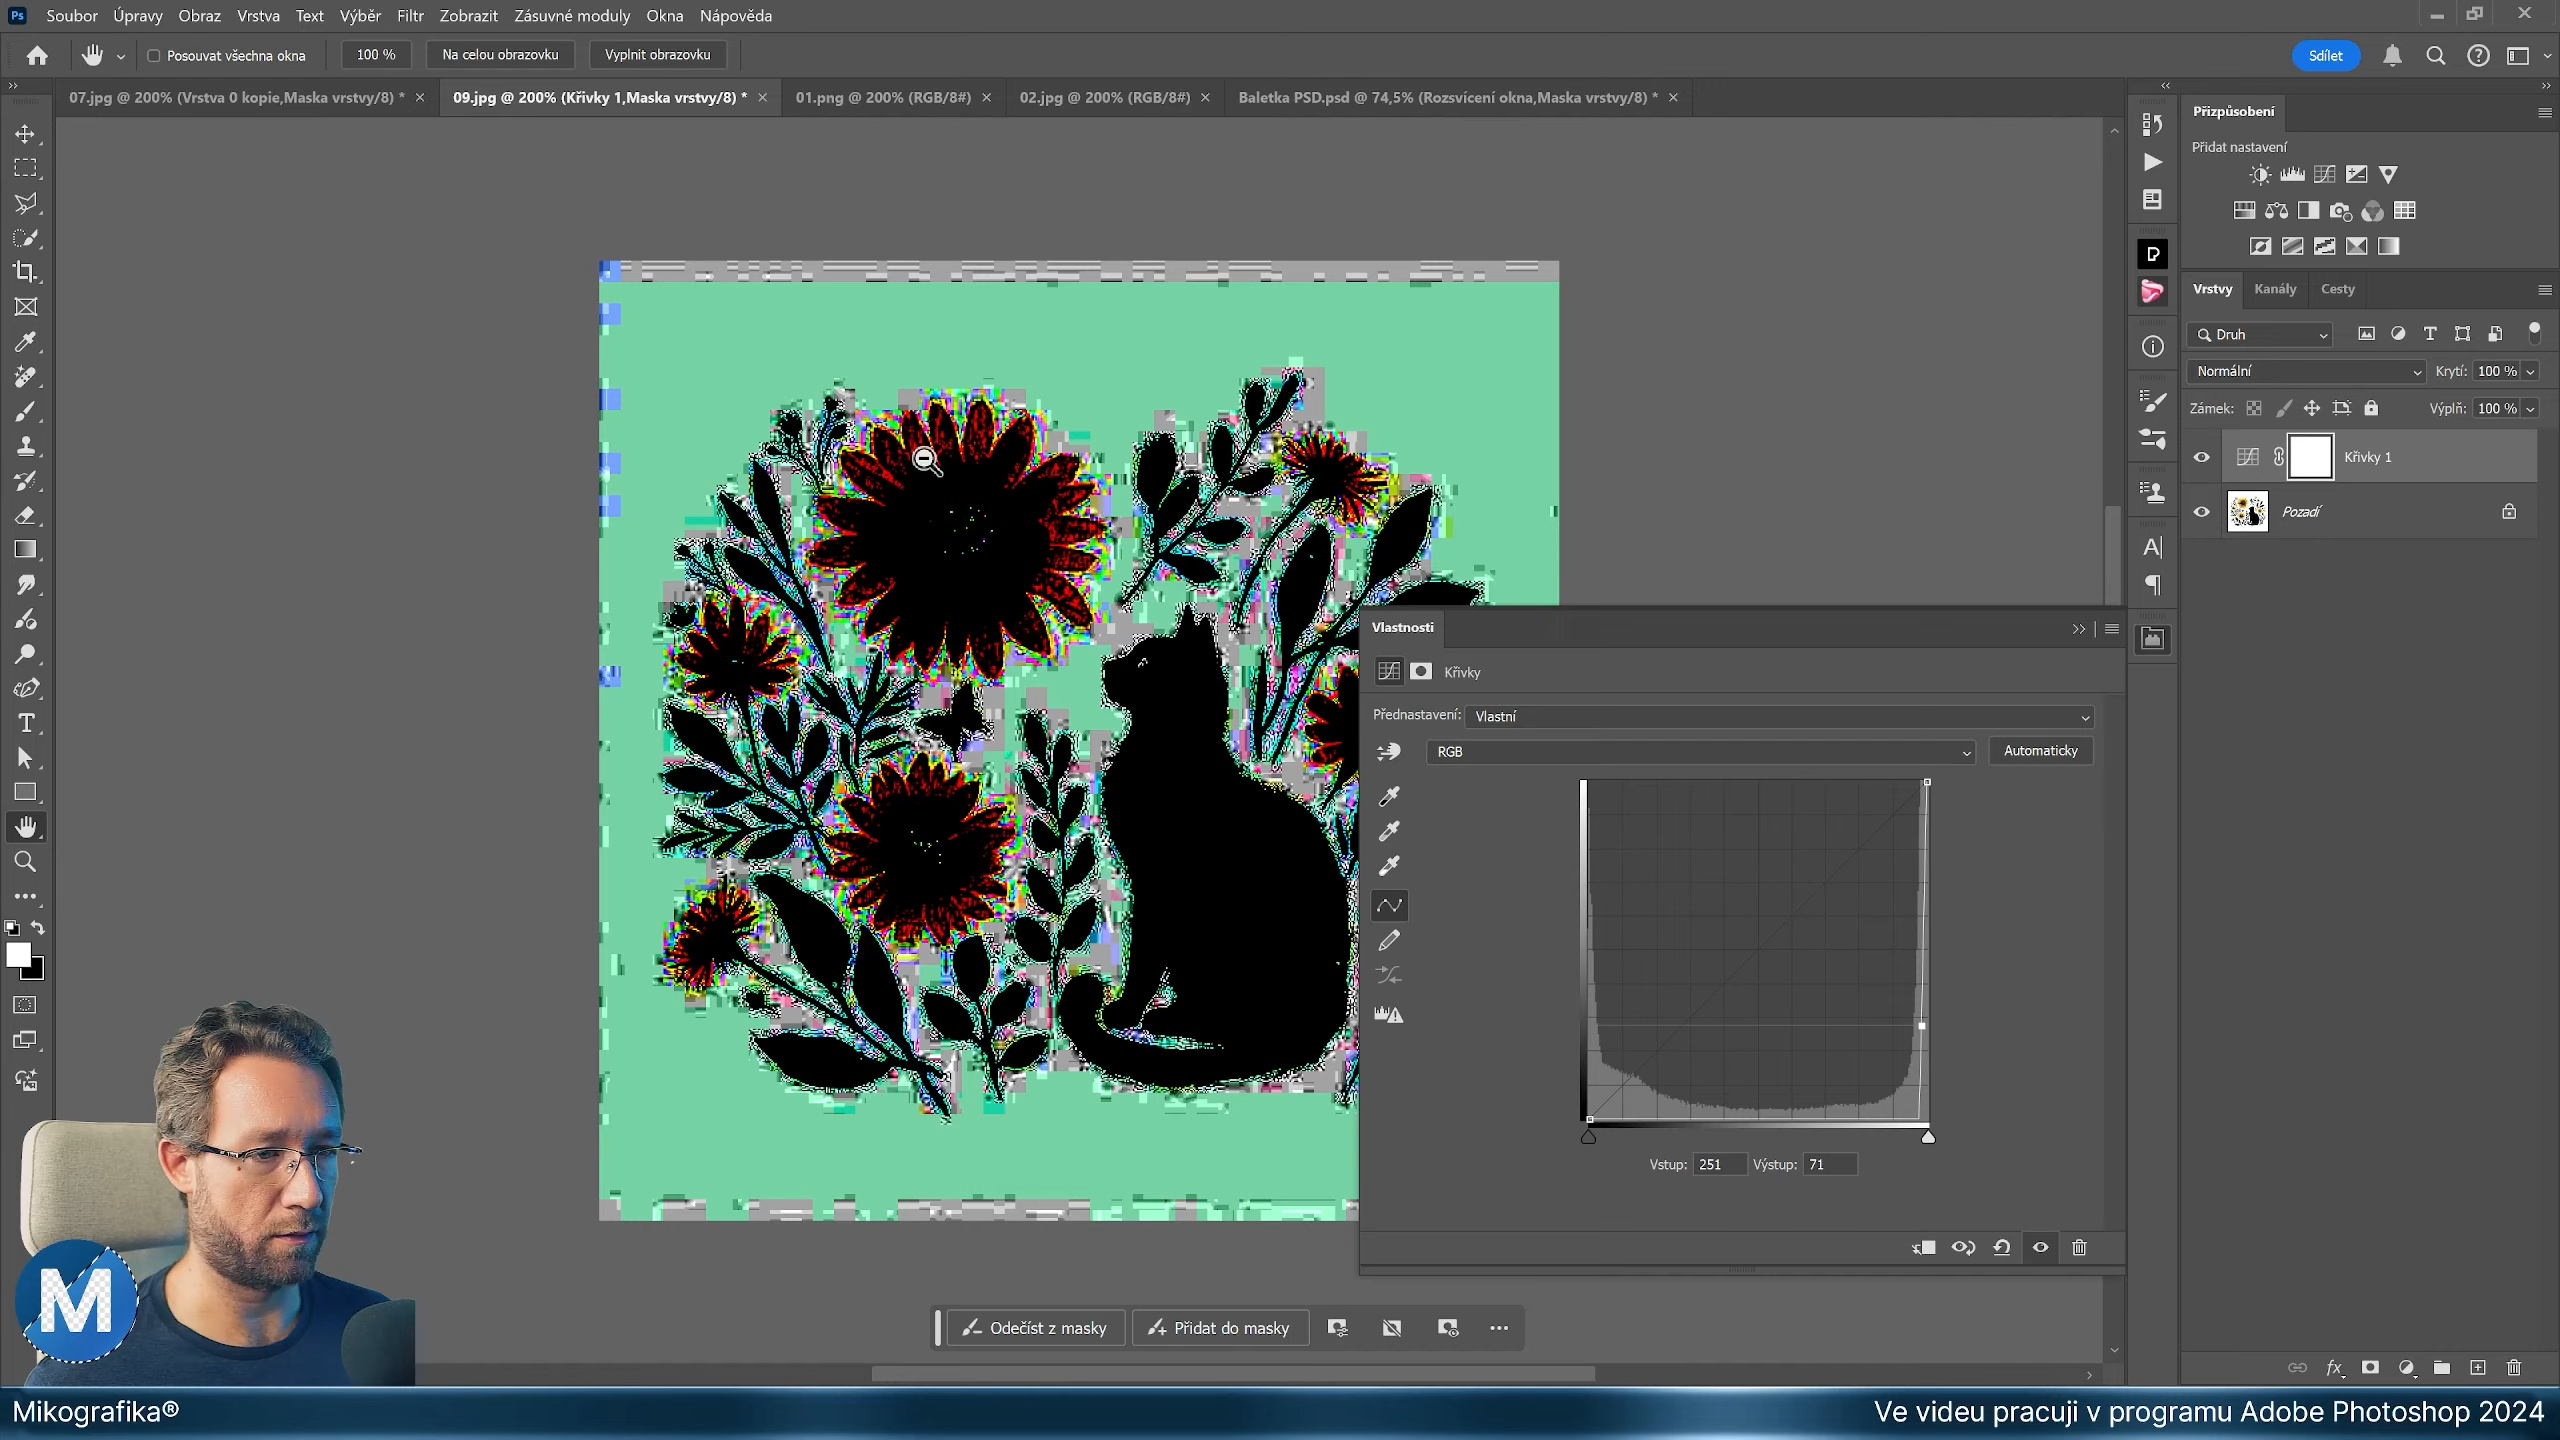 Ps Soubor Úpravy Obraz Vrstva Text Výběr Filtr Zobrazit Zásuvné moduly Okna Nápověda
Posouvat všechna okna 100 % Na celou obrazovku Vyplnit obrazovku Sdílet
07.jpg @ 200% (Vrstva 0 kopie,Maska vrstvy/8) * 09.jpg @ 200% (Křivky 1,Maska vrstvy/8) * 01.png @ 200% (RGB/8#) 02.jpg @ 200% (RGB/8#) Baletka PSD.psd @ 74,5% (Rozsvícení okna,Maska vrstvy/8) *
Přizpůsobení
Přidat nastavení
Vrstvy Kanály Cesty
Druh
Normální Krytí: 100 %
Zámek: Výplň: 100 %
Křivky 1
Pozadí
Vlastnosti
Křivky
Přednastavení: Vlastní
RGB Automaticky
Vstup: 251 Výstup: 71
Odečíst z masky Přidat do masky
M
Mikografika® Ve videu pracuji v programu Adobe Photoshop 2024